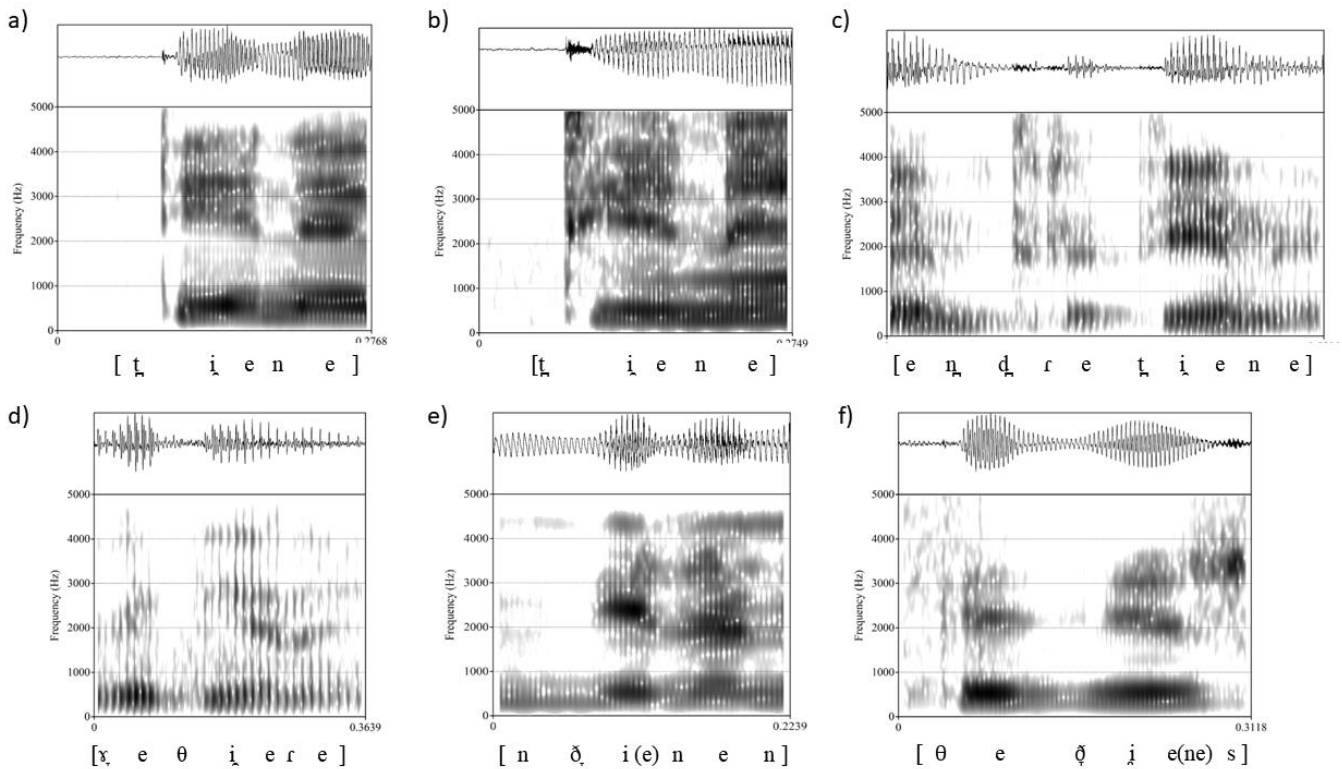 a)
b)
c)
5000
4000
3000
2000
1000
0
Frequency (Hz)
0
0.2768
[ t̪ i̯ e n e ]
5000
4000
3000
2000
1000
0
Frequency (Hz)
0
0.2749
[ t̪ i̯ e n e ]
5000
4000
3000
2000
1000
0
Frequency (Hz)
[ e n̪ d̪ ɾ e t̪ i̯ e n e ]
d)
e)
f)
5000
4000
3000
2000
1000
0
Frequency (Hz)
0
0.3639
[ɣ̞ e θ i̯ e ɾ e ]
5000
4000
3000
2000
1000
0
Frequency (Hz)
0
0.2239
[ n ð̞ i (e) n e n ]
5000
4000
3000
2000
1000
0
Frequency (Hz)
0
0.3118
[ θ e ð̞ i̯ e(ne) s ]